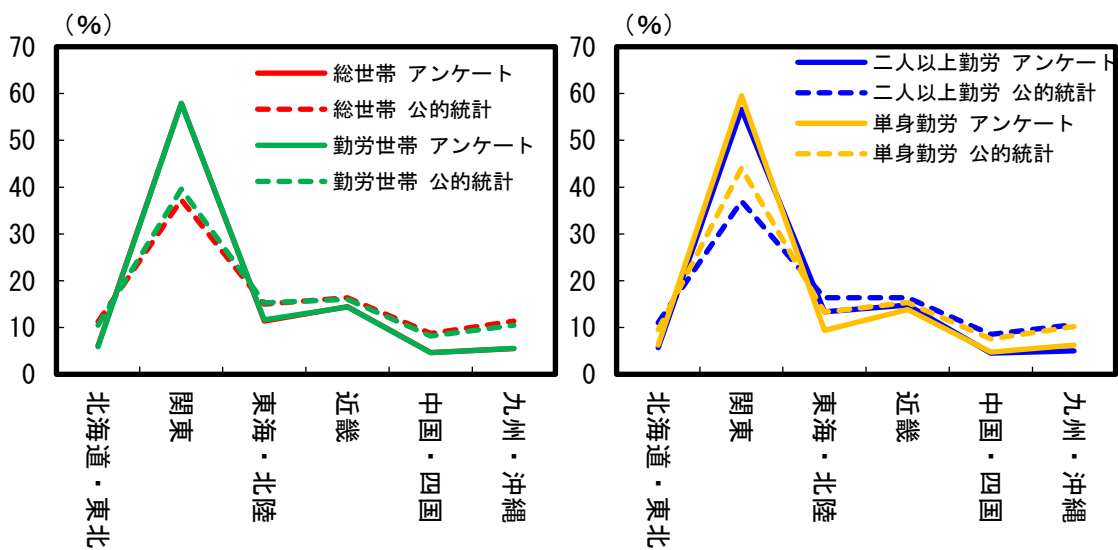 （%）
70
60
50
40
30
20
10
0
総世帯 アンケート
総世帯 公的統計
勤労世帯 アンケート
勤労世帯 公的統計
北海道・東北
関東
東海・北陸
近畿
中国・四国
九州・沖縄
（%）
70
60
50
40
30
20
10
0
二人以上勤労 アンケート
二人以上勤労 公的統計
単身勤労 アンケート
単身勤労 公的統計
北海道・東北
関東
東海・北陸
近畿
中国・四国
九州・沖縄